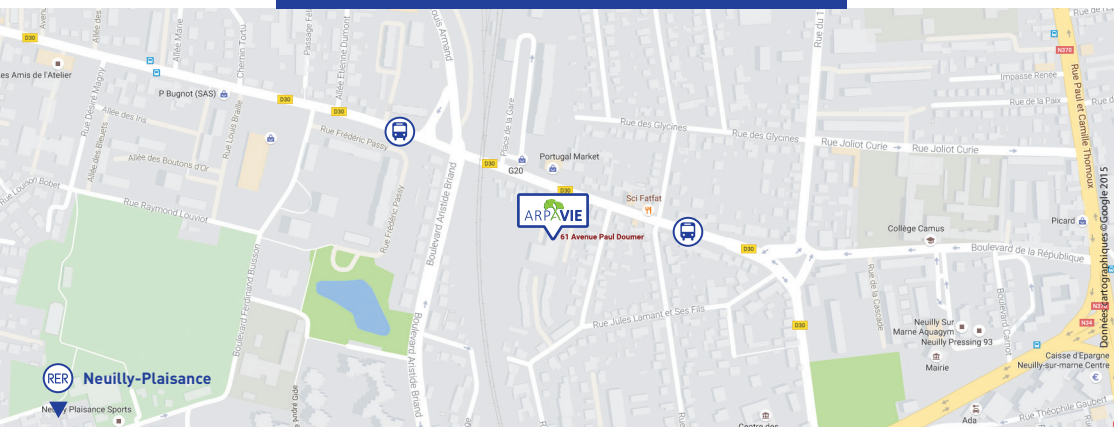 Rue du T
D30
Allée des
Allée Marie
Chemin Tortu
Passage Fél
Allée Etienne Dumont
Louis Armand
N370
Les Amis de l'Atelier
P Bugnot (SAS)
D30
D30
Impasse Renée
Rue de la Paix
Rue Paul et Camille Thomoux
Rue Désiré Magny
Allée des Iris
Allée des Bleuets
Rue Louis Braille
Rue Frédéric Passy
Place de la Gare
Rue des Glycines
Rue des Glycines
Rue Joliot Curie
Rue Joliot Curie
Allée des Boutons d'Or
D30
G20
Portugal Market
Rue Louison Bobet
Rue Raymond Louviot
Rue Frédéric Passy
Boulevard Aristide Briand
D30
ARPAVIE
61 Avenue Paul Doumer
Sci Fatfat
D30
Collège Camus
Picard
Boulevard de la République
Données cartographiques ©Google 2015
Boulevard Ferdinand Buisson
Rue de la Cascade
Boulevard Carnot
Rue Jules Lamant et Ses Fils
D30
Neuilly Sur
Marne Aquagym
Neuilly Pressing 93
N34
Mairie
Caisse d'Epargne
Neuilly-sur-marne Centre
Boulevard Aristide Briand
RER Neuilly-Plaisance
Neuilly Plaisance Sports
André Gide
Centre des
Ada
Rue Théophile Gaubert